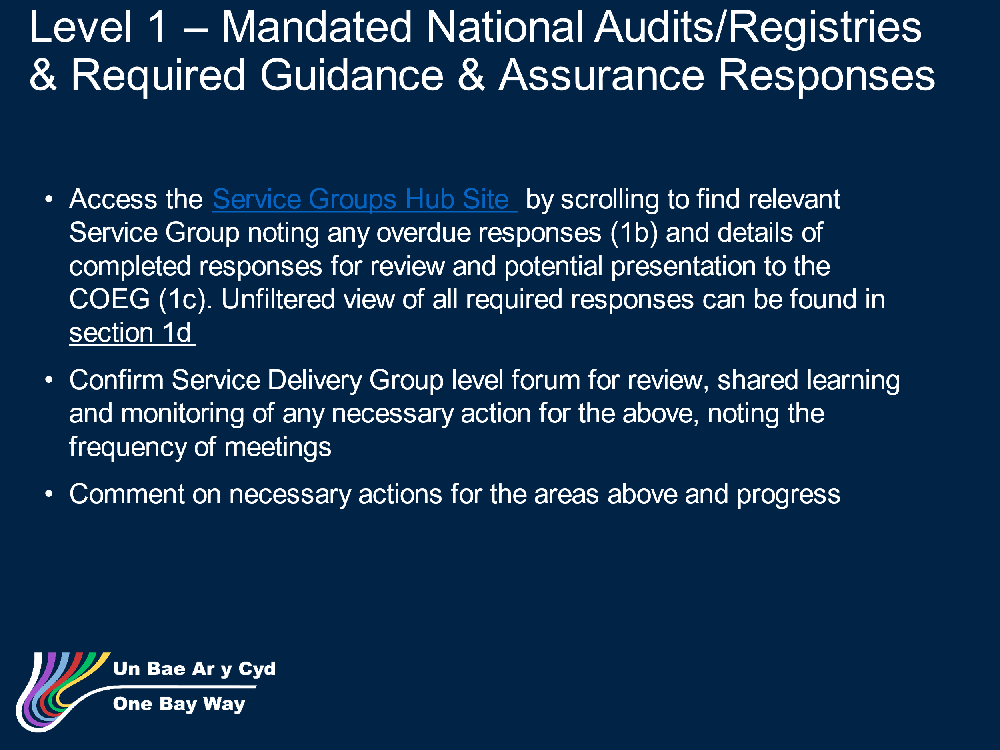 Level 1 – Mandated National Audits/Registries
& Required Guidance & Assurance Responses
• Access the Service Groups Hub Site by scrolling to find relevant
Service Group noting any overdue responses (1b) and details of
completed responses for review and potential presentation to the
COEG (1c). Unfiltered view of all required responses can be found in
section 1d
• Confirm Service Delivery Group level forum for review, shared learning
and monitoring of any necessary action for the above, noting the
frequency of meetings
• Comment on necessary actions for the areas above and progress
Un Bae Ar y Cyd
One Bay Way